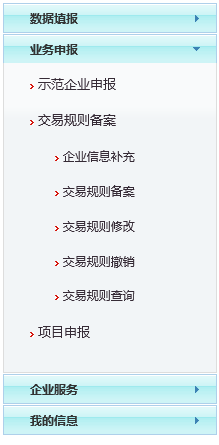 数据填报
业务申报
示范企业申报
交易规则备案
企业信息补充
交易规则备案
交易规则修改
交易规则撤销
交易规则查询
项目申报
企业服务
我的信息